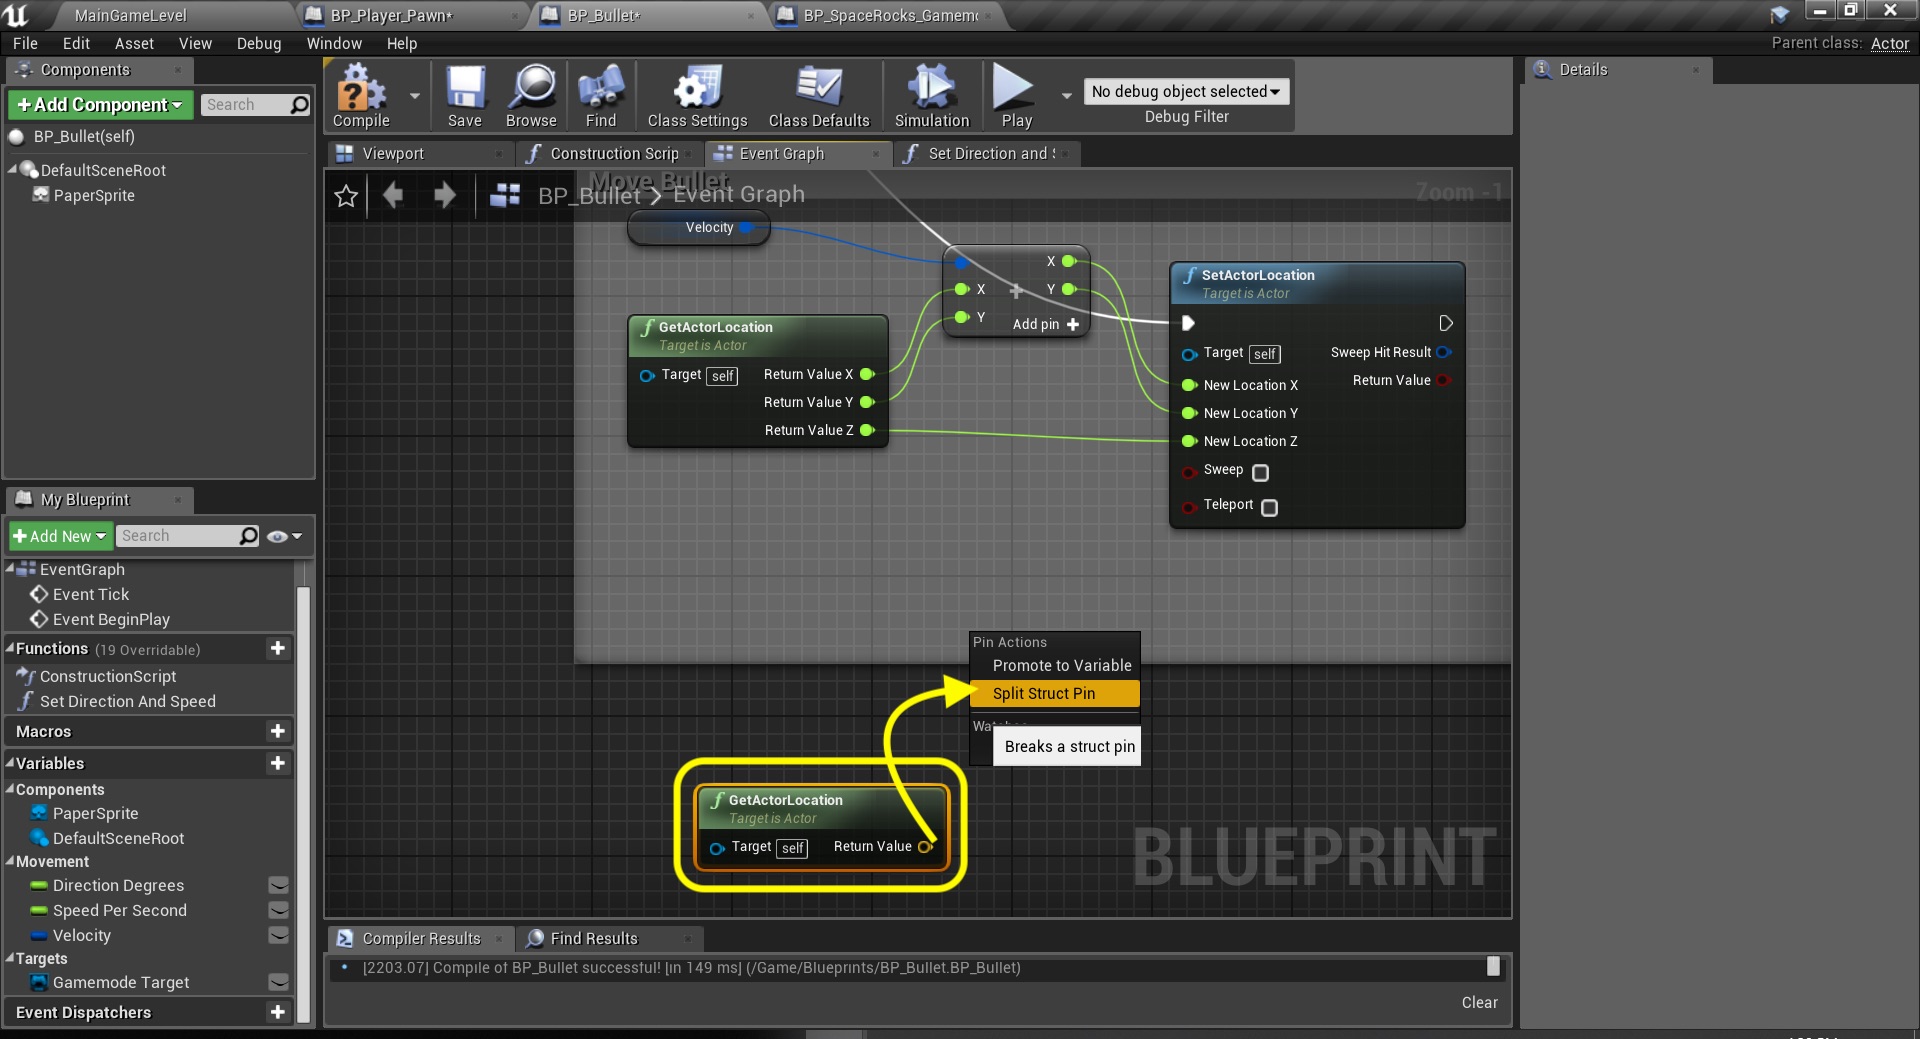 MainGameLevel
BP_Player_Pawn*
BP_Bullet*
BP_SpaceRocks_Gamem
File Edit Asset View Debug Window Help
Parent class: Actor
Components
Details
+Add Component
Search
BP_Bullet(self)
DefaultSceneRoot
PaperSprite
Compile
Save
Browse
Find
Class Settings
Class Defaults
Simulation
Play
No debug object selected
Debug Filter
Viewport
Construction Scrip
Event Graph
Set Direction and
Move Bullet
BP_Bullet > Event Graph
Zoom -1
Velocity
X
Y
X
Y
Add pin
GetActorLocation
Target is Actor
Target self
Return Value X
Return Value Y
Return Value Z
SetActorLocation
Target is Actor
Target self
Sweep Hit Result
New Location X
Return Value
New Location Y
New Location Z
Sweep
Teleport
My Blueprint
+Add New
Search
EventGraph
Event Tick
Event BeginPlay
Functions (19 Overridable)
ConstructionScript
Set Direction And Speed
Macros
Variables
Components
PaperSprite
DefaultSceneRoot
Movement
Direction Degrees
Speed Per Second
Velocity
Targets
Gamemode Target
Event Dispatchers
Pin Actions
Promote to Variable
Split Struct Pin
Breaks a struct pin
GetActorLocation
Target is Actor
Target self
Return Value
BLUEPRINT
Compiler Results
Find Results
[2203.07] Compile of BP_Bullet successful! [in 149 ms] (/Game/Blueprints/BP_Bullet.BP_Bullet)
Clear